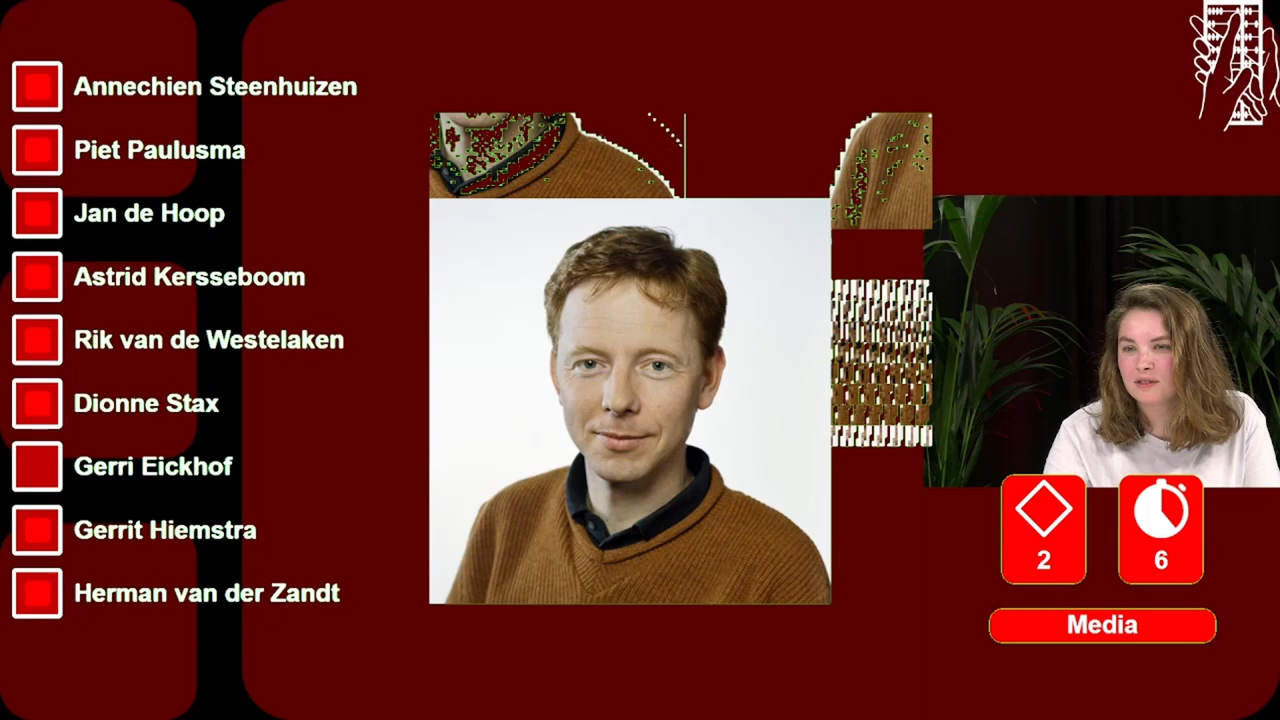 Annechien Steenhuizen
Piet Paulusma
Jan de Hoop
Astrid Kersseboom
Rik van de Westelaken
Dionne Stax
Gerri Eickhof
Gerrit Hiemstra
Herman van der Zandt
2
6
Media